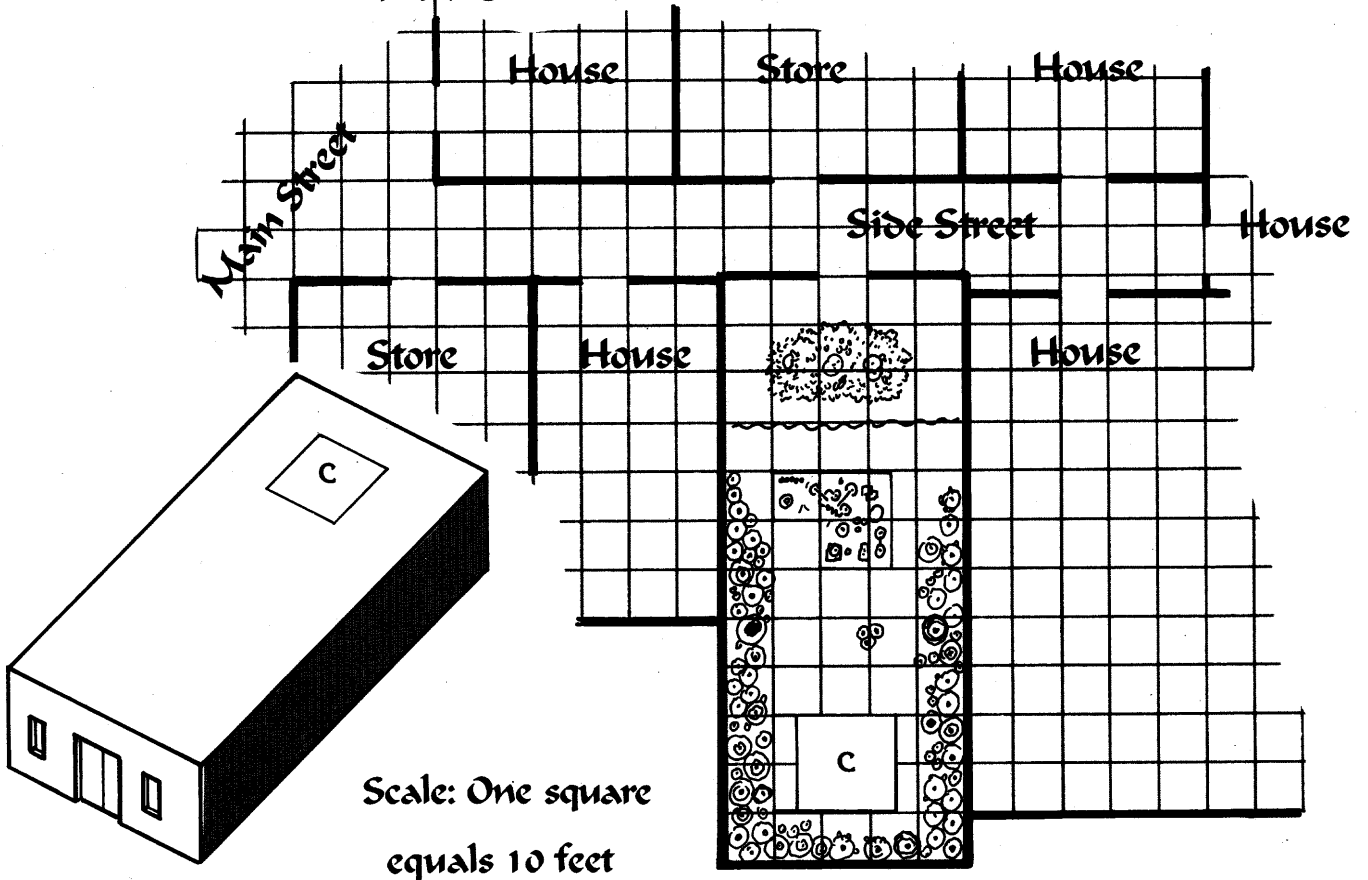 House
Store
House
Main Street
Side Street
House
Store
House
House
C
C
Scale: One square
equals 10 feet